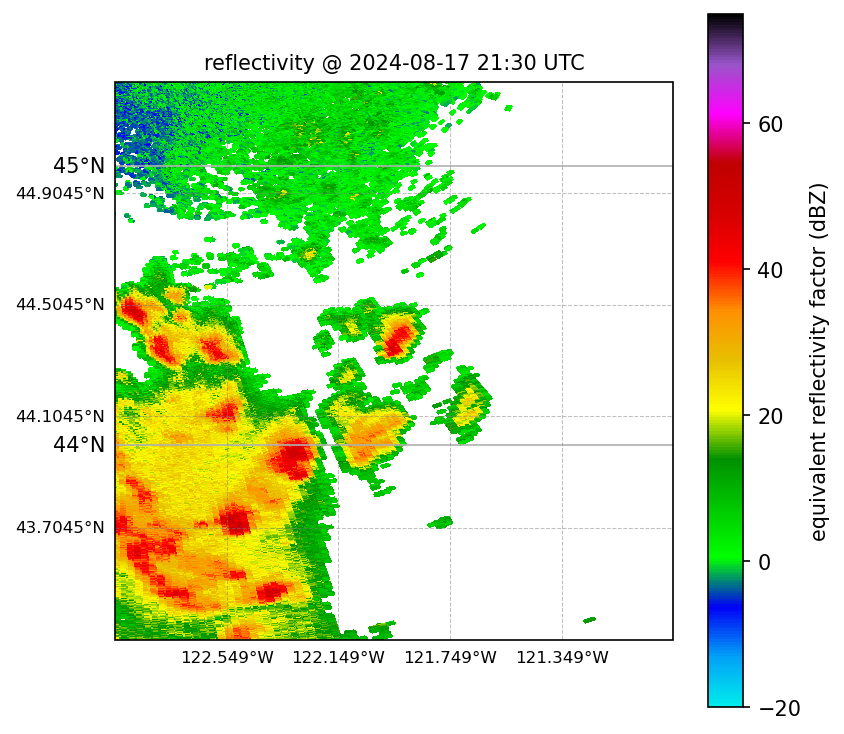 reflectivity @ 2024-08-17 21:30 UTC
45°N
44.9045°N
44.5045°N
44.1045°N
44°N
43.7045°N
122.549°W 122.149°W 121.749°W 121.349°W
60
40
20
0
−20
equivalent reflectivity factor (dBZ)